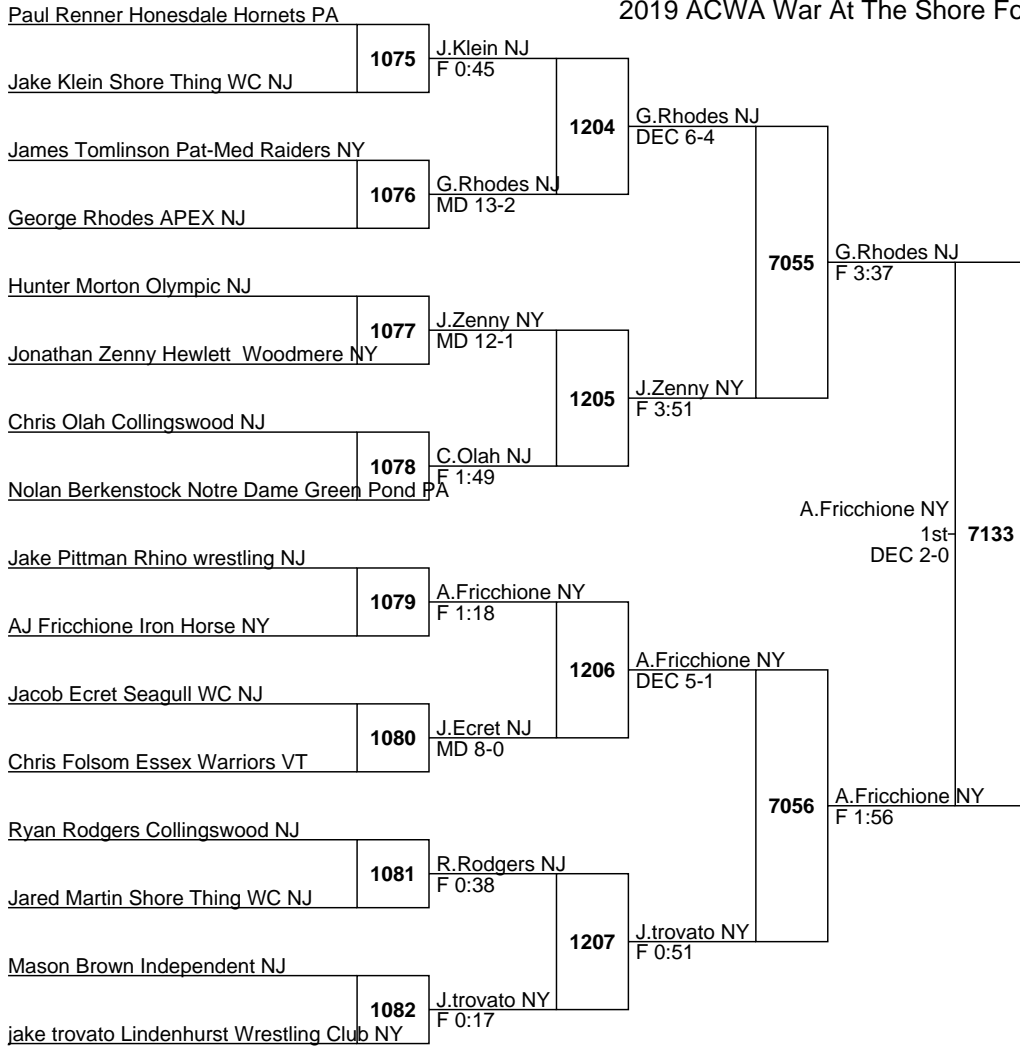 2019 ACWA War At The Shore Fo
Paul Renner Honesdale Hornets PA
1075
J.Klein NJ
F 0:45
Jake Klein Shore Thing WC NJ
1204
G.Rhodes NJ
DEC 6-4
James Tomlinson Pat-Med Raiders NY
1076
G.Rhodes NJ
MD 13-2
George Rhodes APEX NJ
7055
G.Rhodes NJ
F 3:37
Hunter Morton Olympic NJ
1077
J.Zenny NY
MD 12-1
Jonathan Zenny Hewlett  Woodmere NY
1205
J.Zenny NY
F 3:51
Chris Olah Collingswood NJ
1078
C.Olah NJ
F 1:49
Nolan Berkenstock Notre Dame Green Pond PA
A.Fricchione NY
1st
7133
DEC 2-0
Jake Pittman Rhino wrestling NJ
1079
A.Fricchione NY
F 1:18
AJ Fricchione Iron Horse NY
1206
A.Fricchione NY
DEC 5-1
Jacob Ecret Seagull WC NJ
1080
J.Ecret NJ
MD 8-0
Chris Folsom Essex Warriors VT
7056
A.Fricchione NY
F 1:56
Ryan Rodgers Collingswood NJ
1081
R.Rodgers NJ
F 0:38
Jared Martin Shore Thing WC NJ
1207
J.trovato NY
F 0:51
Mason Brown Independent NJ
1082
J.trovato NY
F 0:17
jake trovato Lindenhurst Wrestling Club NY